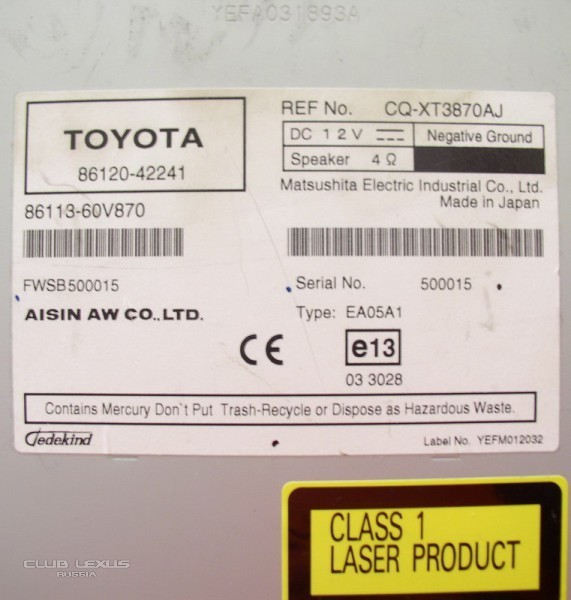 YEFA031893A
TOYOTA
86120-42241
REF No. CQ-XT3870AJ
DC 12V Negative Ground
Speaker 4Ω
Matsushita Electric Industrial Co., Ltd.
Made in Japan
86113-60V870
FWSB500015
Serial No. 500015
AISIN AW CO.,LTD.
Type: EA05A1
CE
e13
03 3028
Contains Mercury Don`t Put Trash-Recycle or Dispose as Hazardous Waste.
Gedekind
Label No. YEFM012032
CLASS 1
LASER PRODUCT
CLUB LEXUS
RUSSIA